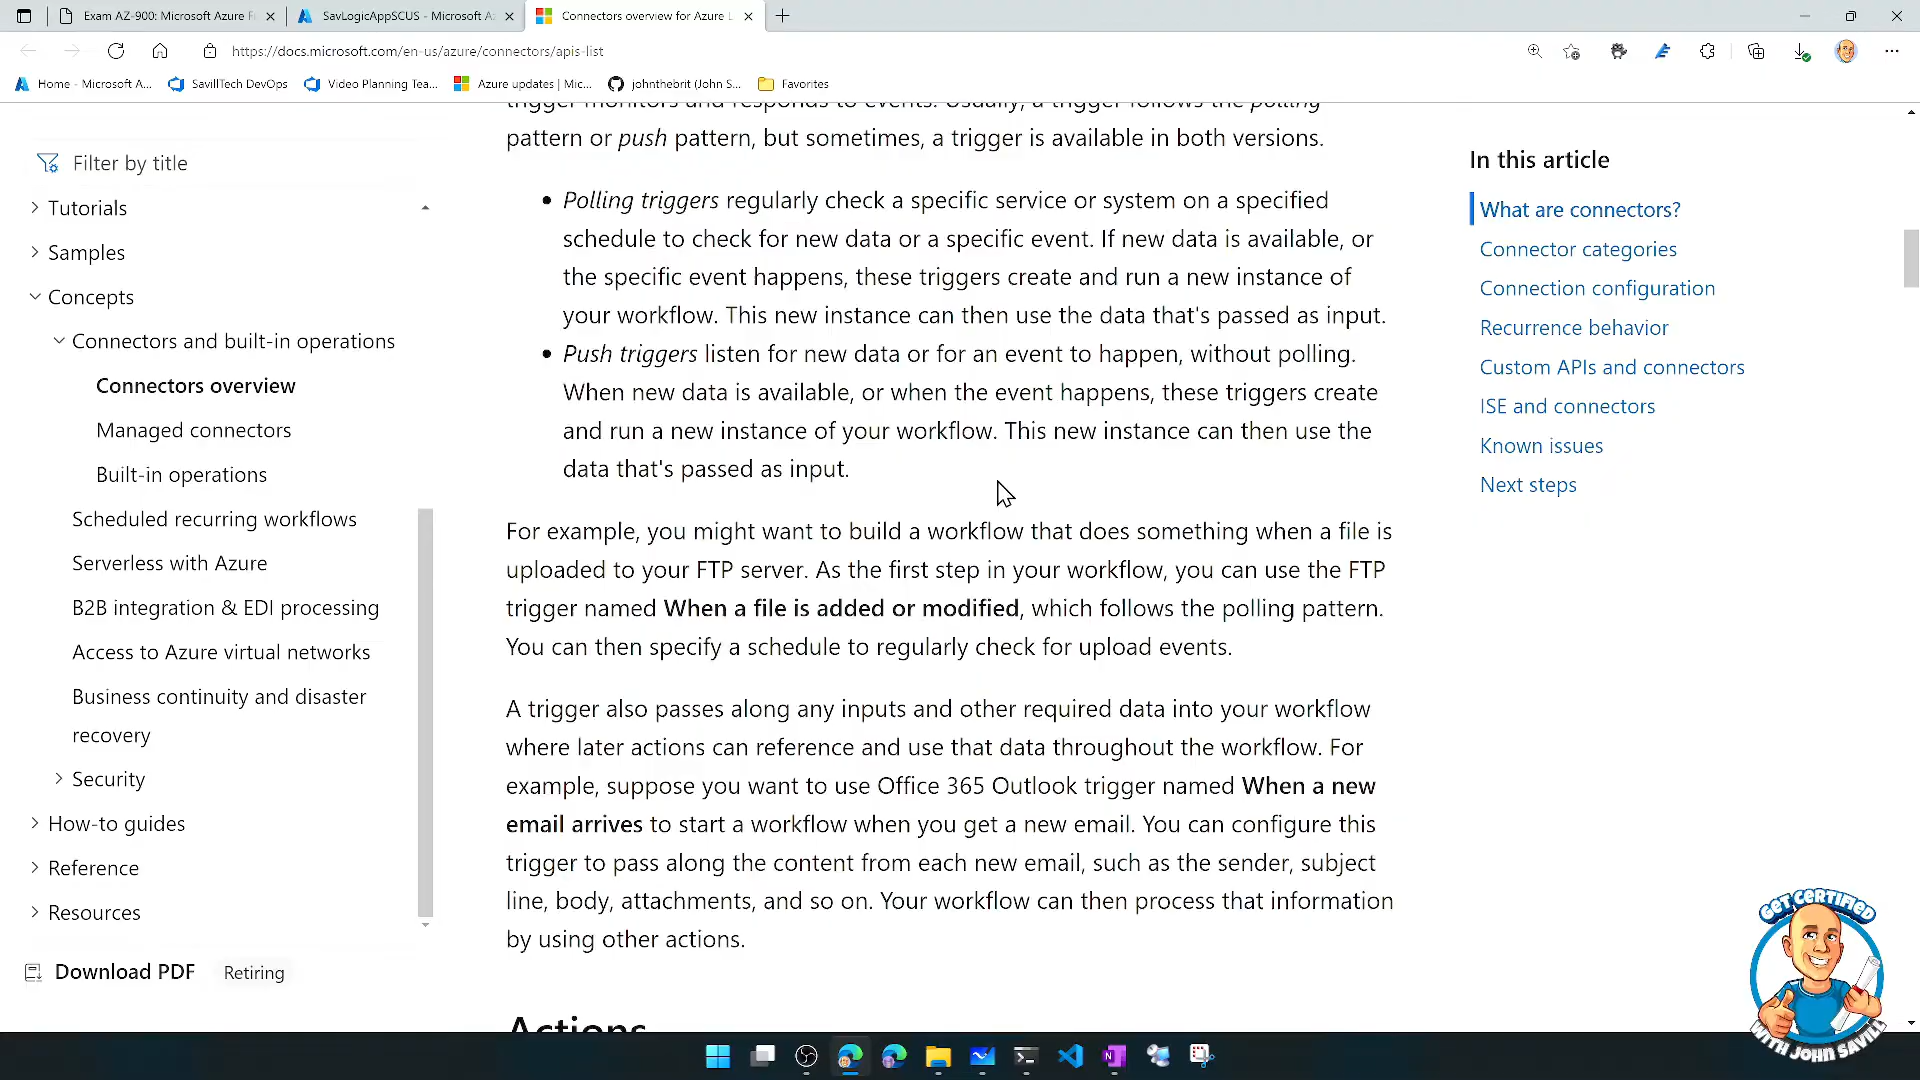 Exam AZ-900: Microsoft Azure F
SavLogicAppSCUS - Microsoft A
Connectors overview for Azure L
https://docs.microsoft.com/en-us/azure/connectors/apis-list
Home - Microsoft A...
SavillTech DevOps
Video Planning Tea...
Azure updates | Mic...
johnthebrit (John S...
Favorites
Filter by title
Tutorials
Samples
Concepts
Connectors and built-in operations
Connectors overview
Managed connectors
Built-in operations
Scheduled recurring workflows
Serverless with Azure
B2B integration & EDI processing
Access to Azure virtual networks
Business continuity and disaster
recovery
Security
How-to guides
Reference
Resources
Download PDF
Retiring
trigger monitors and responds to events. Usually, a trigger follows the polling
pattern or push pattern, but sometimes, a trigger is available in both versions.
• Polling triggers regularly check a specific service or system on a specified
schedule to check for new data or a specific event. If new data is available, or
the specific event happens, these triggers create and run a new instance of
your workflow. This new instance can then use the data that's passed as input.
• Push triggers listen for new data or for an event to happen, without polling.
When new data is available, or when the event happens, these triggers create
and run a new instance of your workflow. This new instance can then use the
data that's passed as input.
For example, you might want to build a workflow that does something when a file is
uploaded to your FTP server. As the first step in your workflow, you can use the FTP
trigger named When a file is added or modified, which follows the polling pattern.
You can then specify a schedule to regularly check for upload events.
A trigger also passes along any inputs and other required data into your workflow
where later actions can reference and use that data throughout the workflow. For
example, suppose you want to use Office 365 Outlook trigger named When a new
email arrives to start a workflow when you get a new email. You can configure this
trigger to pass along the content from each new email, such as the sender, subject
line, body, attachments, and so on. Your workflow can then process that information
by using other actions.
Actions
In this article
What are connectors?
Connector categories
Connection configuration
Recurrence behavior
Custom APIs and connectors
ISE and connectors
Known issues
Next steps
GET CERTIFIED
WITH JOHN SAVILL